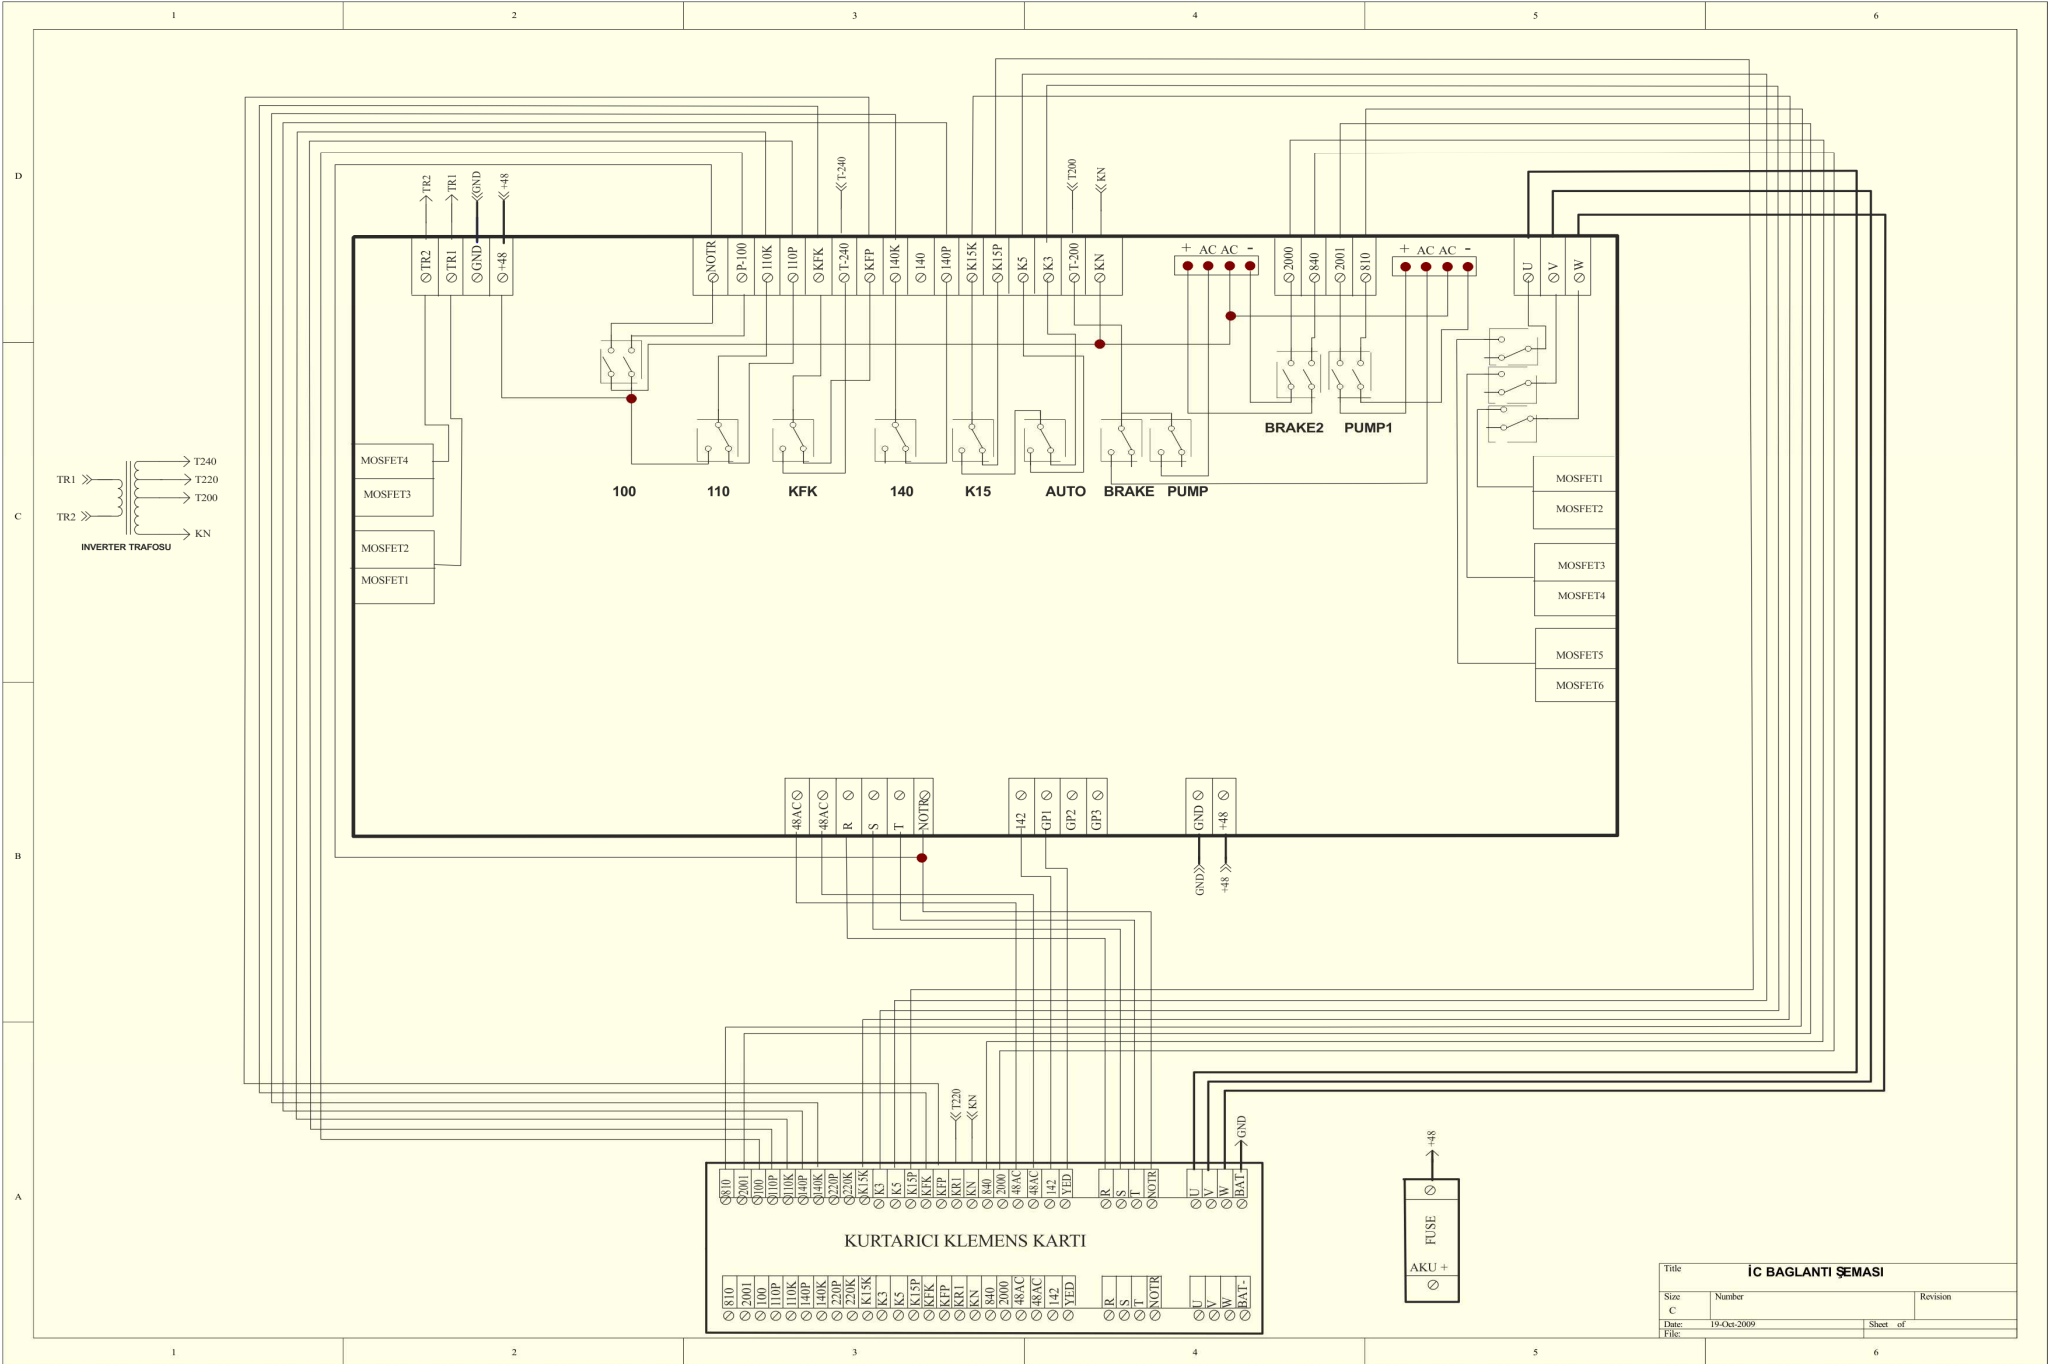 1 2 3 4 5 6
D
C
B
A
TR2 TR1 GND +48
T-240
T200 KN
TR2 TR1 GND +48
NOTR P-100 110K 110P KFK T-240 KFP 140K 140 140P K15K K15P K5 K3 T-200 KN
+ AC AC -
2000 840 2001 810
+ AC AC -
U V W
BRAKE2 PUMP1
100 110 KFK 140 K15 AUTO BRAKE PUMP
MOSFET4
MOSFET3
MOSFET2
MOSFET1
MOSFET1
MOSFET2
MOSFET3
MOSFET4
MOSFET5
MOSFET6
TR1
TR2
T240
T220
T200
KN
INVERTER TRAFOSU
48AC 48AC R S T NOTR
142 GP1 GP2 GP3
GND +48
GND +48
T220 KN
GND
+48
810 2001 100 110P 110K 140P 140K 220P 220K K15K K3 K5 K15P KFK KFP KR1 KN 840 2000 48AC 48AC 142 YED
R S T NOTR
U V W BAT-
KURTARICI KLEMENS KARTI
810 2001 100 110P 110K 140P 140K 220P 220K K15K K3 K5 K15P KFK KFP KR1 KN 840 2000 48AC 48AC 142 YED
R S T NOTR
U V W BAT-
FUSE
AKU +
Title
İC BAGLANTI ŞEMASI
Size Number Revision
C
Date: 19-Oct-2009 Sheet of
File:
1 2 3 4 5 6
D
C
B
A